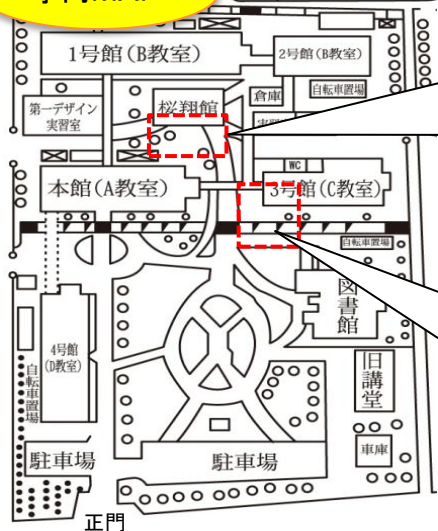 1号館(B教室)
2号館(B教室)
桜翔館
倉庫
自転車置場
第一デザイン
実習室
WC
本館(A教室)
3号館(C教室)
自転車置場
図書館
4号館
(D教室)
自転車置場
旧講堂
車庫
駐車場
駐車場
正門